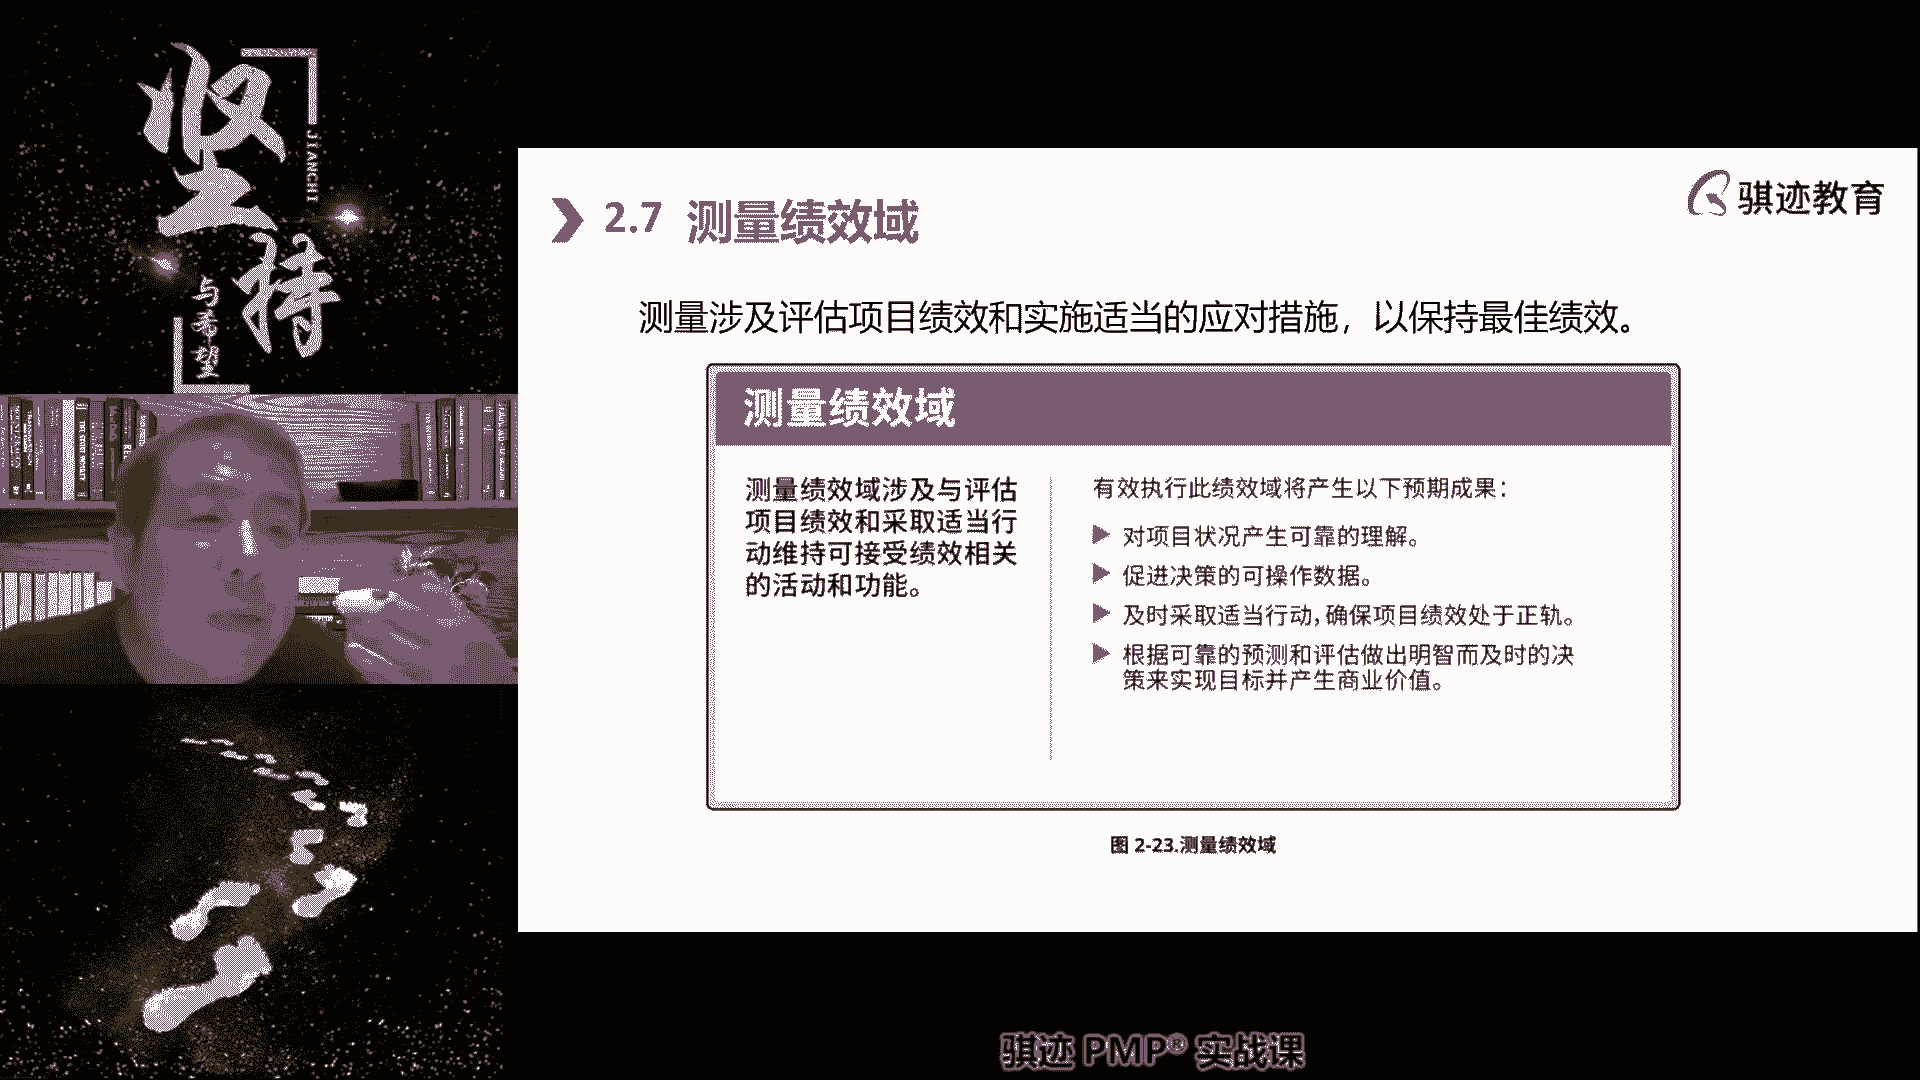 坚持
JIANCHI
与希望
2.7 测量绩效域
骐迹教育
测量涉及评估项目绩效和实施适当的应对措施，以保持最佳绩效。
测量绩效域
测量绩效域涉及与评估
项目绩效和采取适当行
动维持可接受绩效相关
的活动和功能。
有效执行此绩效域将产生以下预期成果：
对项目状况产生可靠的理解。
促进决策的可操作数据。
及时采取适当行动，确保项目绩效处于正轨。
根据可靠的预测和评估做出明智而及时的决
策来实现目标并产生商业价值。
图 2-23.测量绩效域
骐迹 PMP® 实战课